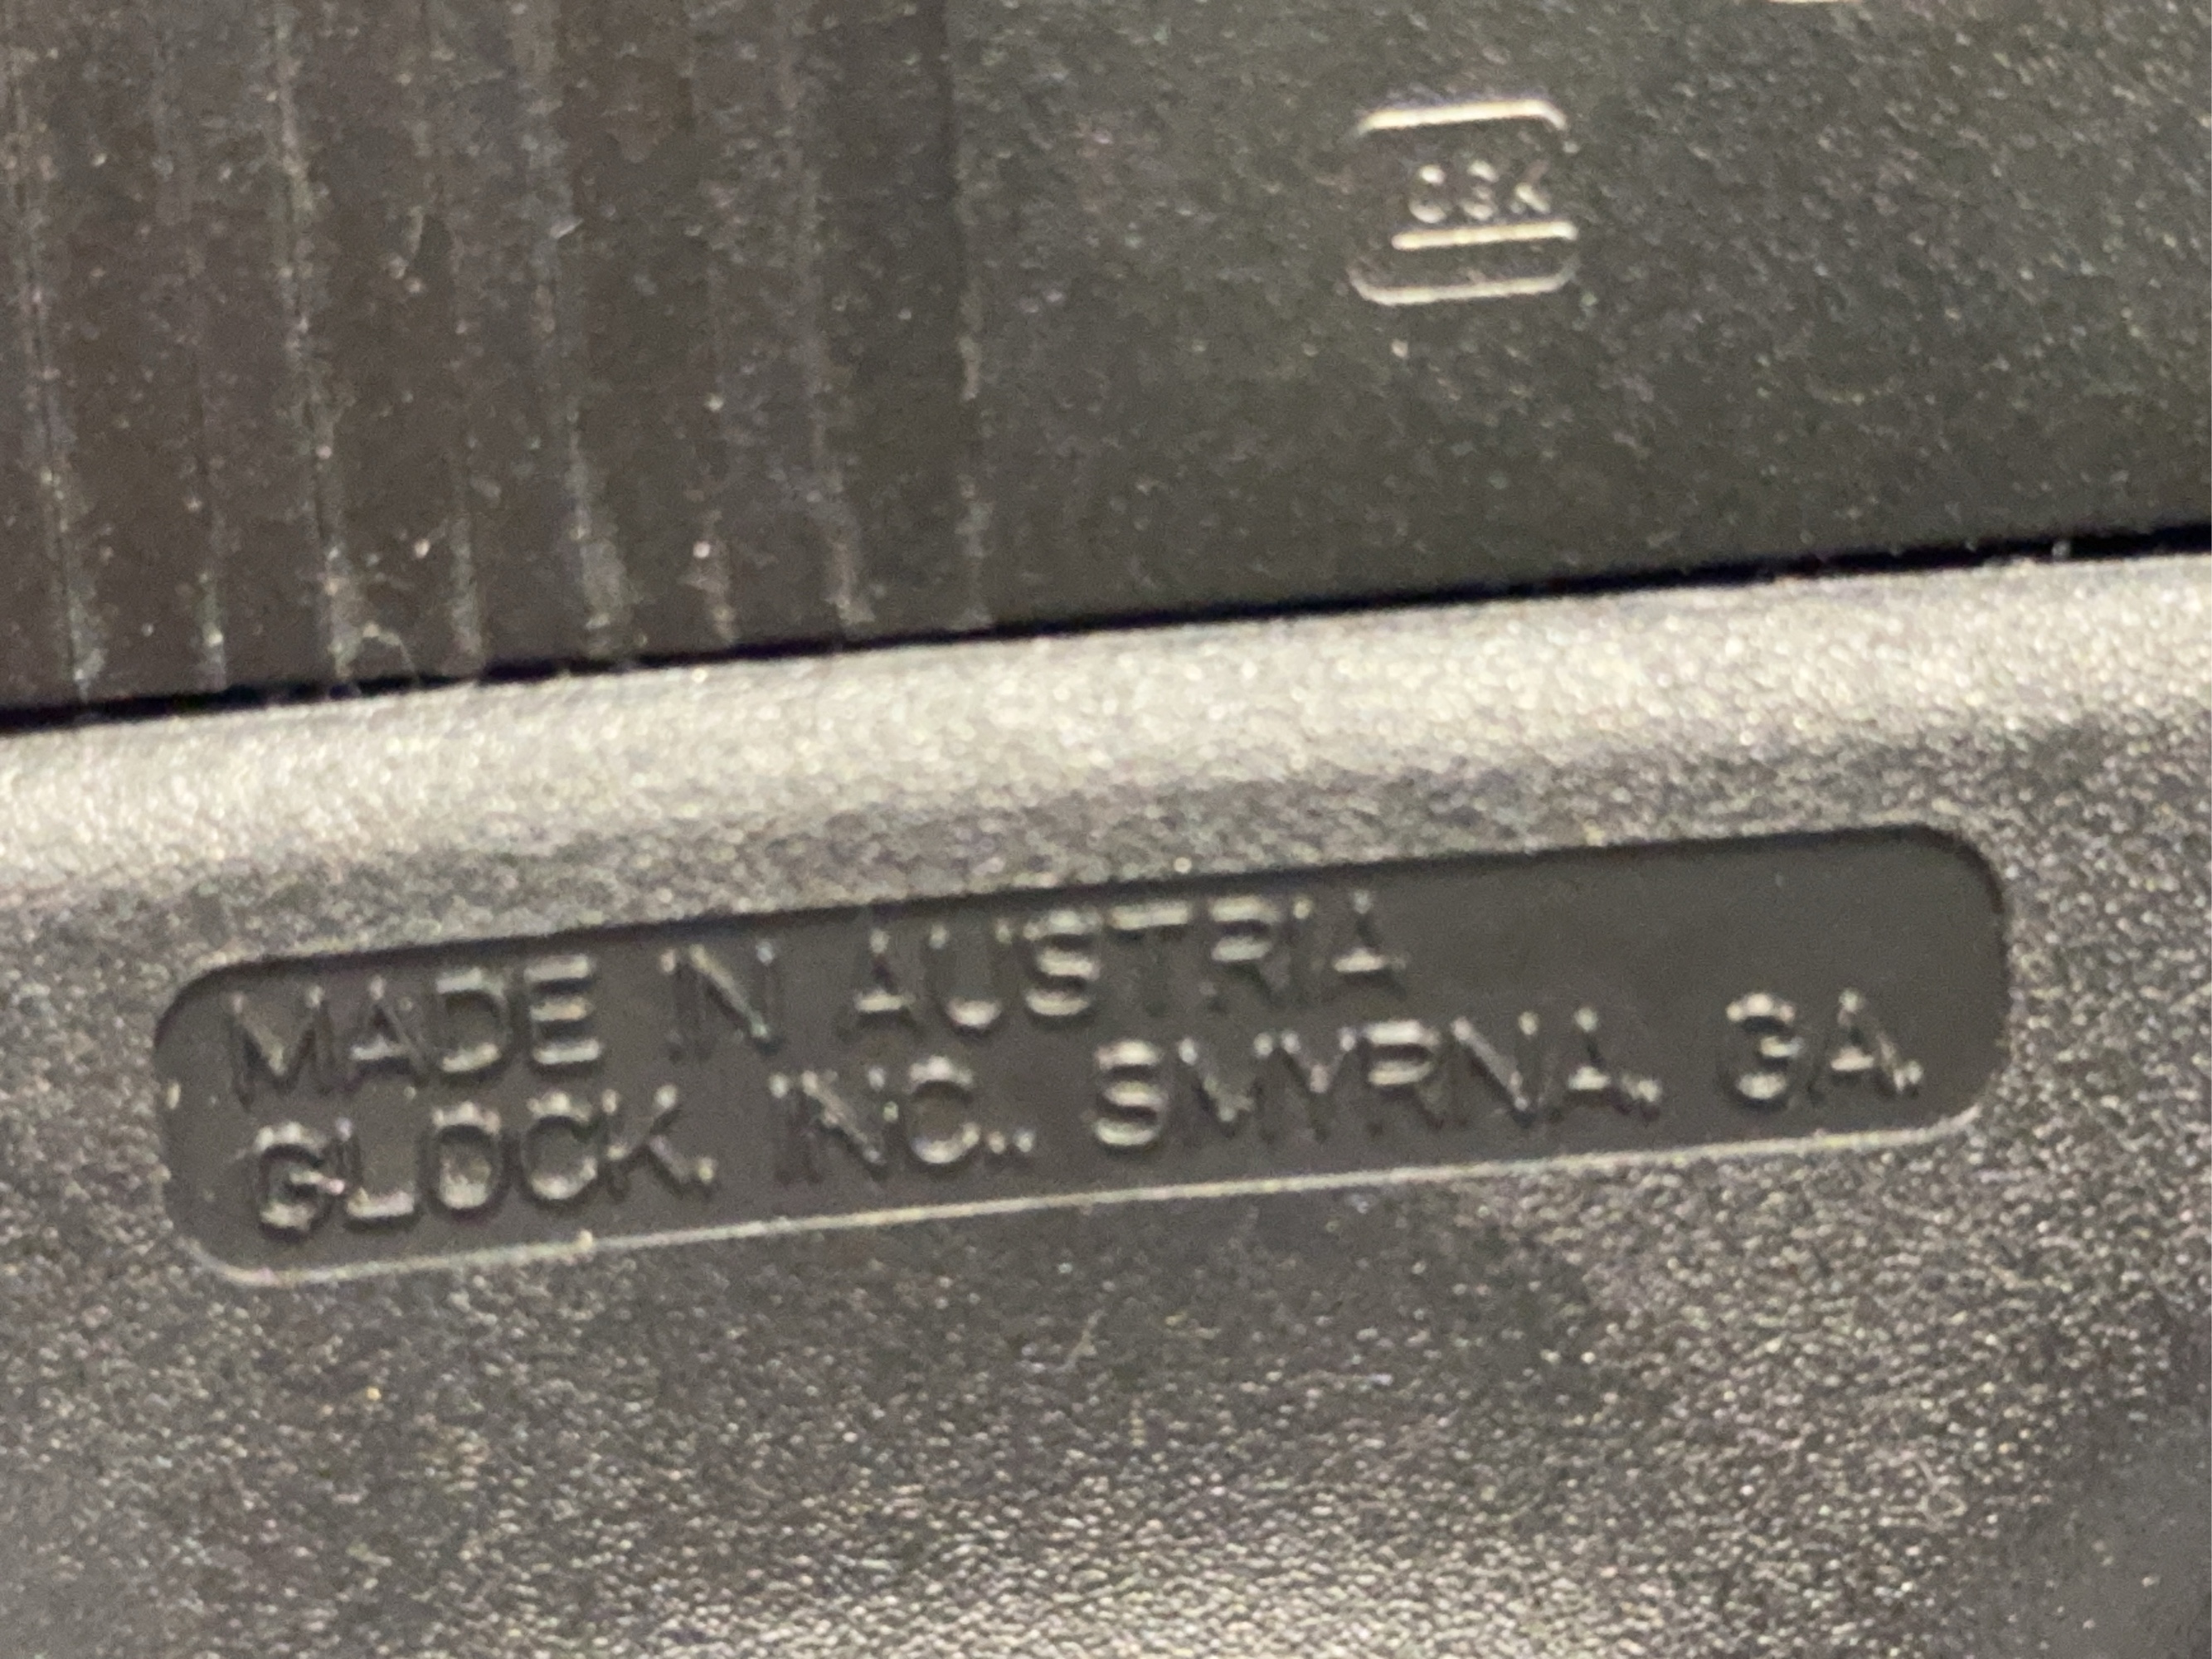 MADE IN AUSTRIA
GLOCK, INC., SMYRNA, GA.